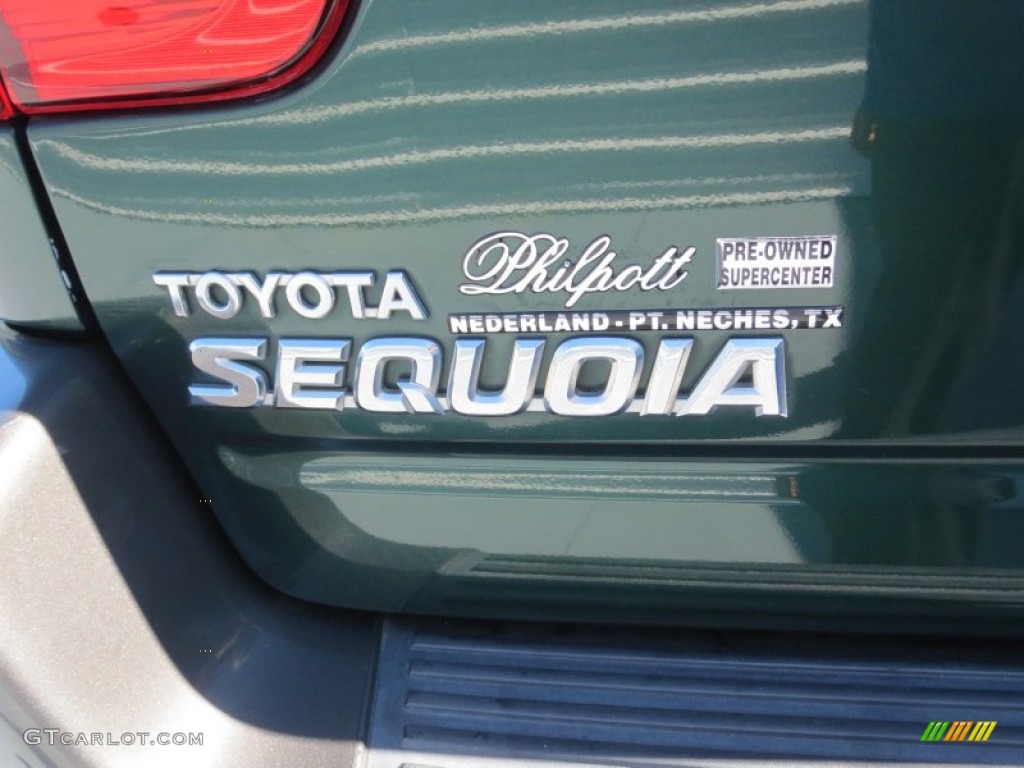 Philpott
PRE-OWNED
SUPERCENTER
TOYOTA
NEDERLAND - PT. NECHES, TX
SEQUOIA
GTCARLOT.COM